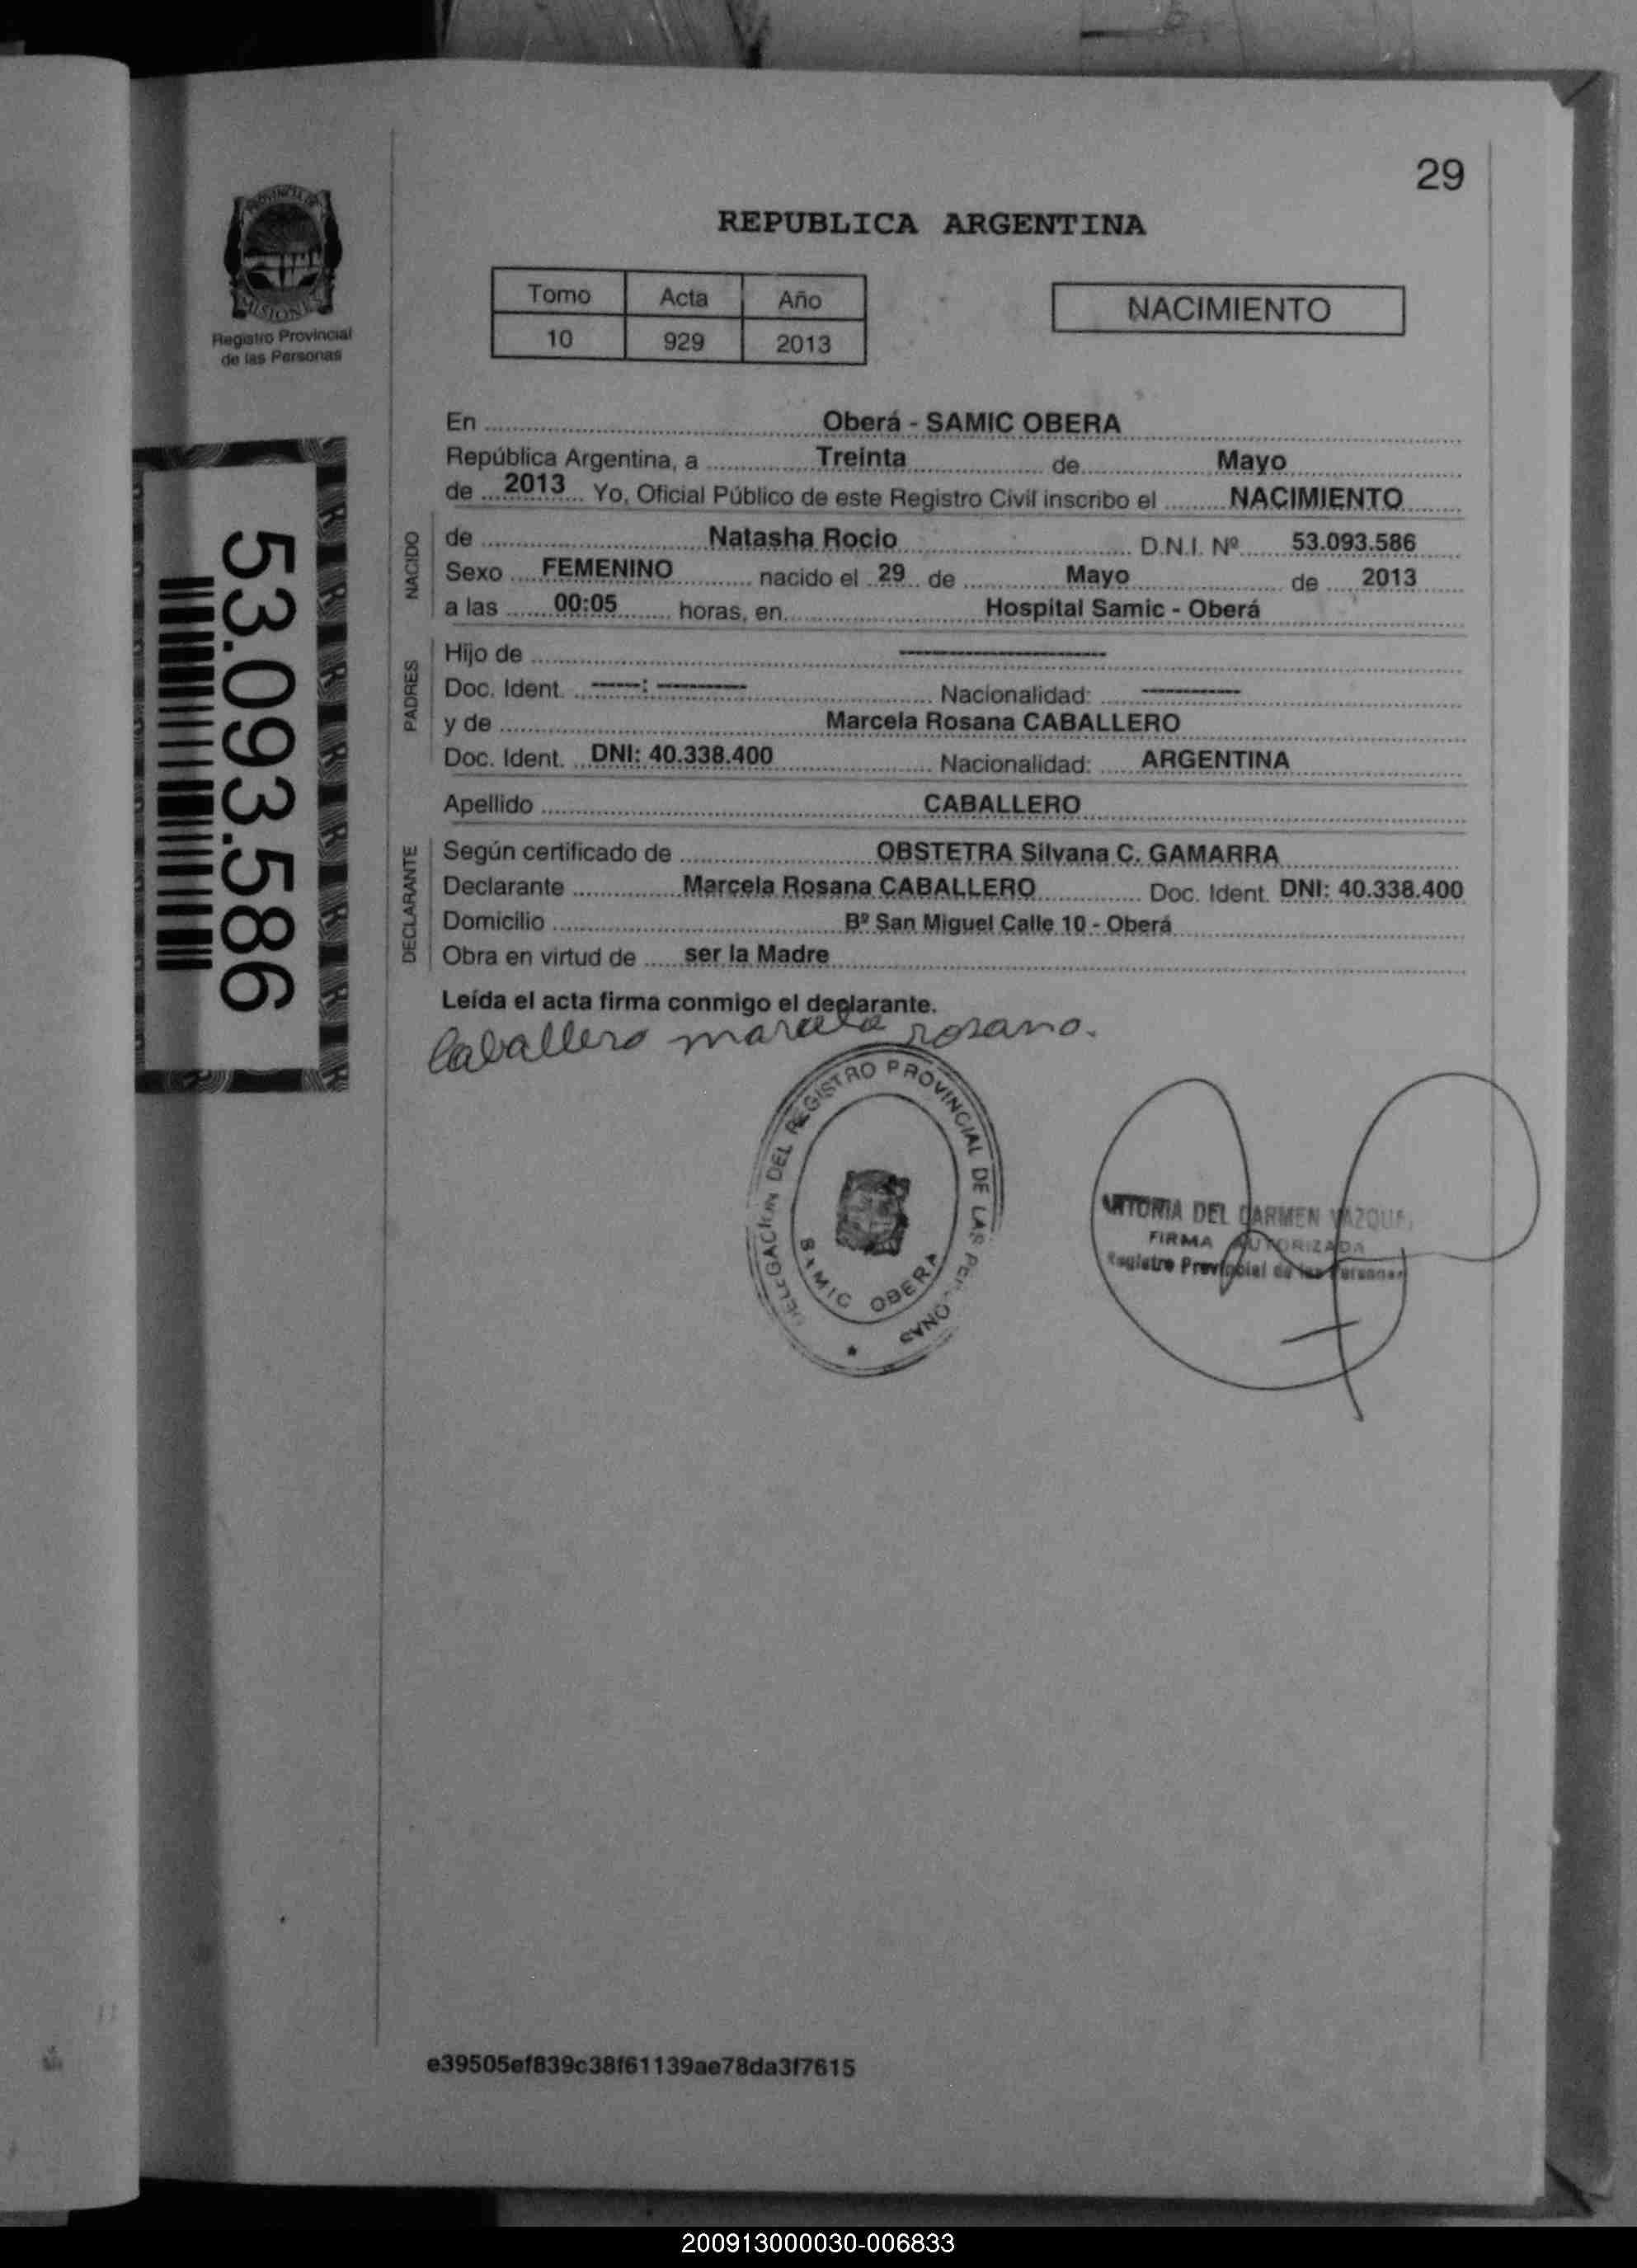 29
REPUBLICA ARGENTINA
PROVINCIA DE
MISIONES
Registro Provincial
de las Personas
Tomo Acta Año
10 929 2013
NACIMIENTO
53.093.586
En Oberá - SAMIC OBERA
República Argentina, a Treinta de Mayo
de 2013 Yo, Oficial Público de este Registro Civil inscribo el NACIMIENTO
NACIDO
de Natasha Rocio D.N.I. Nº 53.093.586
Sexo FEMENINO nacido el 29 de Mayo de 2013
a las 00:05 horas, en Hospital Samic - Oberá
PADRES
Hijo de ----------
Doc. Ident. -----: --------- Nacionalidad: ----------
y de Marcela Rosana CABALLERO
Doc. Ident. DNI: 40.338.400 Nacionalidad: ARGENTINA
Apellido CABALLERO
DECLARANTE
Según certificado de OBSTETRA Silvana C. GAMARRA
Declarante Marcela Rosana CABALLERO Doc. Ident. DNI: 40.338.400
Domicilio Bº San Miguel Calle 10 - Oberá
Obra en virtud de ser la Madre
Leída el acta firma conmigo el declarante.
Caballero marcela rosana.
DELEGACION DEL REGISTRO PROVINCIAL DE LAS PERSONAS
SAMIC OBERA
DEL CARMEN
FIRMA AUTORIZADA
Registro Provincial de las Personas
e39505ef839c38f61139ae78da3f7615
200913000030-006833